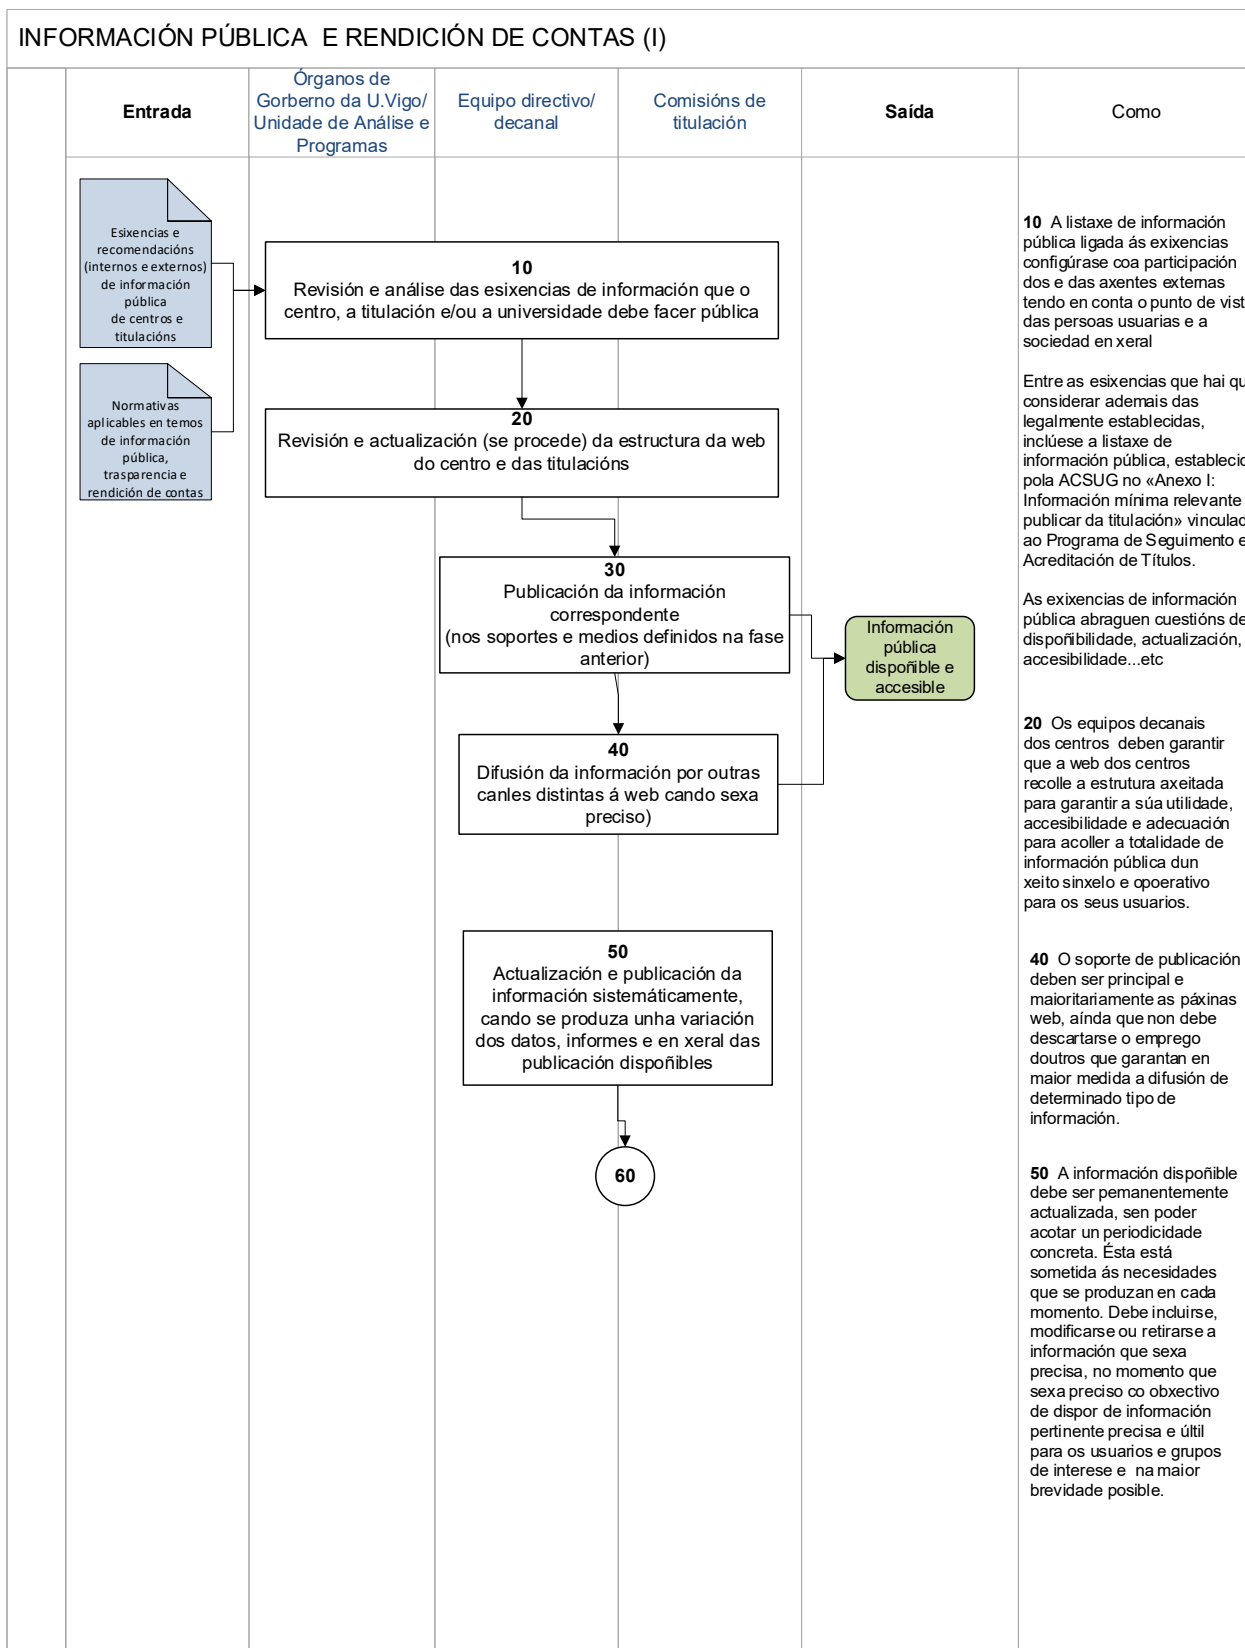 INFORMACIÓN PÚBLICA E RENDICIÓN DE CONTAS (I)
Entrada
Órganos de
Gorberno da U.Vigo/
Unidade de Análise e
Programas
Equipo directivo/
decanal
Comisións de
titulación
Saída
Como
Esixencias e
recomendacións
(internos e externos)
de información
pública
de centros e
titulacións
Normativas
aplicables en temos
de información
pública,
trasparencia e
rendición de contas
10
Revisión e análise das esixencias de información que o
centro, a titulación e/ou a universidade debe facer pública
20
Revisión e actualización (se procede) da estructura da web
do centro e das titulacións
30
Publicación da información
correspondente
(nos soportes e medios definidos na fase
anterior)
40
Difusión da información por outras
canles distintas á web cando sexa
preciso)
50
Actualización e publicación da
información sistemáticamente,
cando se produza unha variación
dos datos, informes e en xeral das
publicación dispoñibles
60
Información
pública
dispoñible e
accesible
10 A listaxe de información
pública ligada ás exixencias
configúrase coa participación
dos e das axentes externas
tendo en conta o punto de vist
das persoas usuarias e a
sociedad en xeral
Entre as esixencias que hai qu
considerar ademais das
legalmente establecidas,
inclúese a listaxe de
información pública, establecid
pola ACSUG no «Anexo I:
Información mínima relevante
publicar da titulación» vinculad
ao Programa de Seguimento e
Acreditación de Títulos.
As exixencias de información
pública abraguen cuestións de
dispoñibilidade, actualización,
accesibilidade...etc
20 Os equipos decanais
dos centros deben garantir
que a web dos centros
recolle a estrutura axeitada
para garantir a súa utilidade,
accesibilidade e adecuación
para acoller a totalidade de
información pública dun
xeito sinxelo e opoerativo
para os seus usuarios.
40 O soporte de publicación
deben ser principal e
maioritariamente as páxinas
web, aínda que non debe
descartarse o emprego
doutros que garantan en
maior medida a difusión de
determinado tipo de
información.
50 A información dispoñible
debe ser pemanentemente
actualizada, sen poder
acotar un periodicidade
concreta. Ésta está
sometida ás necesidades
que se produzan en cada
momento. Debe incluirse,
modificarse ou retirarse a
información que sexa
precisa, no momento que
sexa preciso co obxectivo
de dispor de información
pertinente precisa e últil
para os usuarios e grupos
de interese e na maior
brevidade posible.